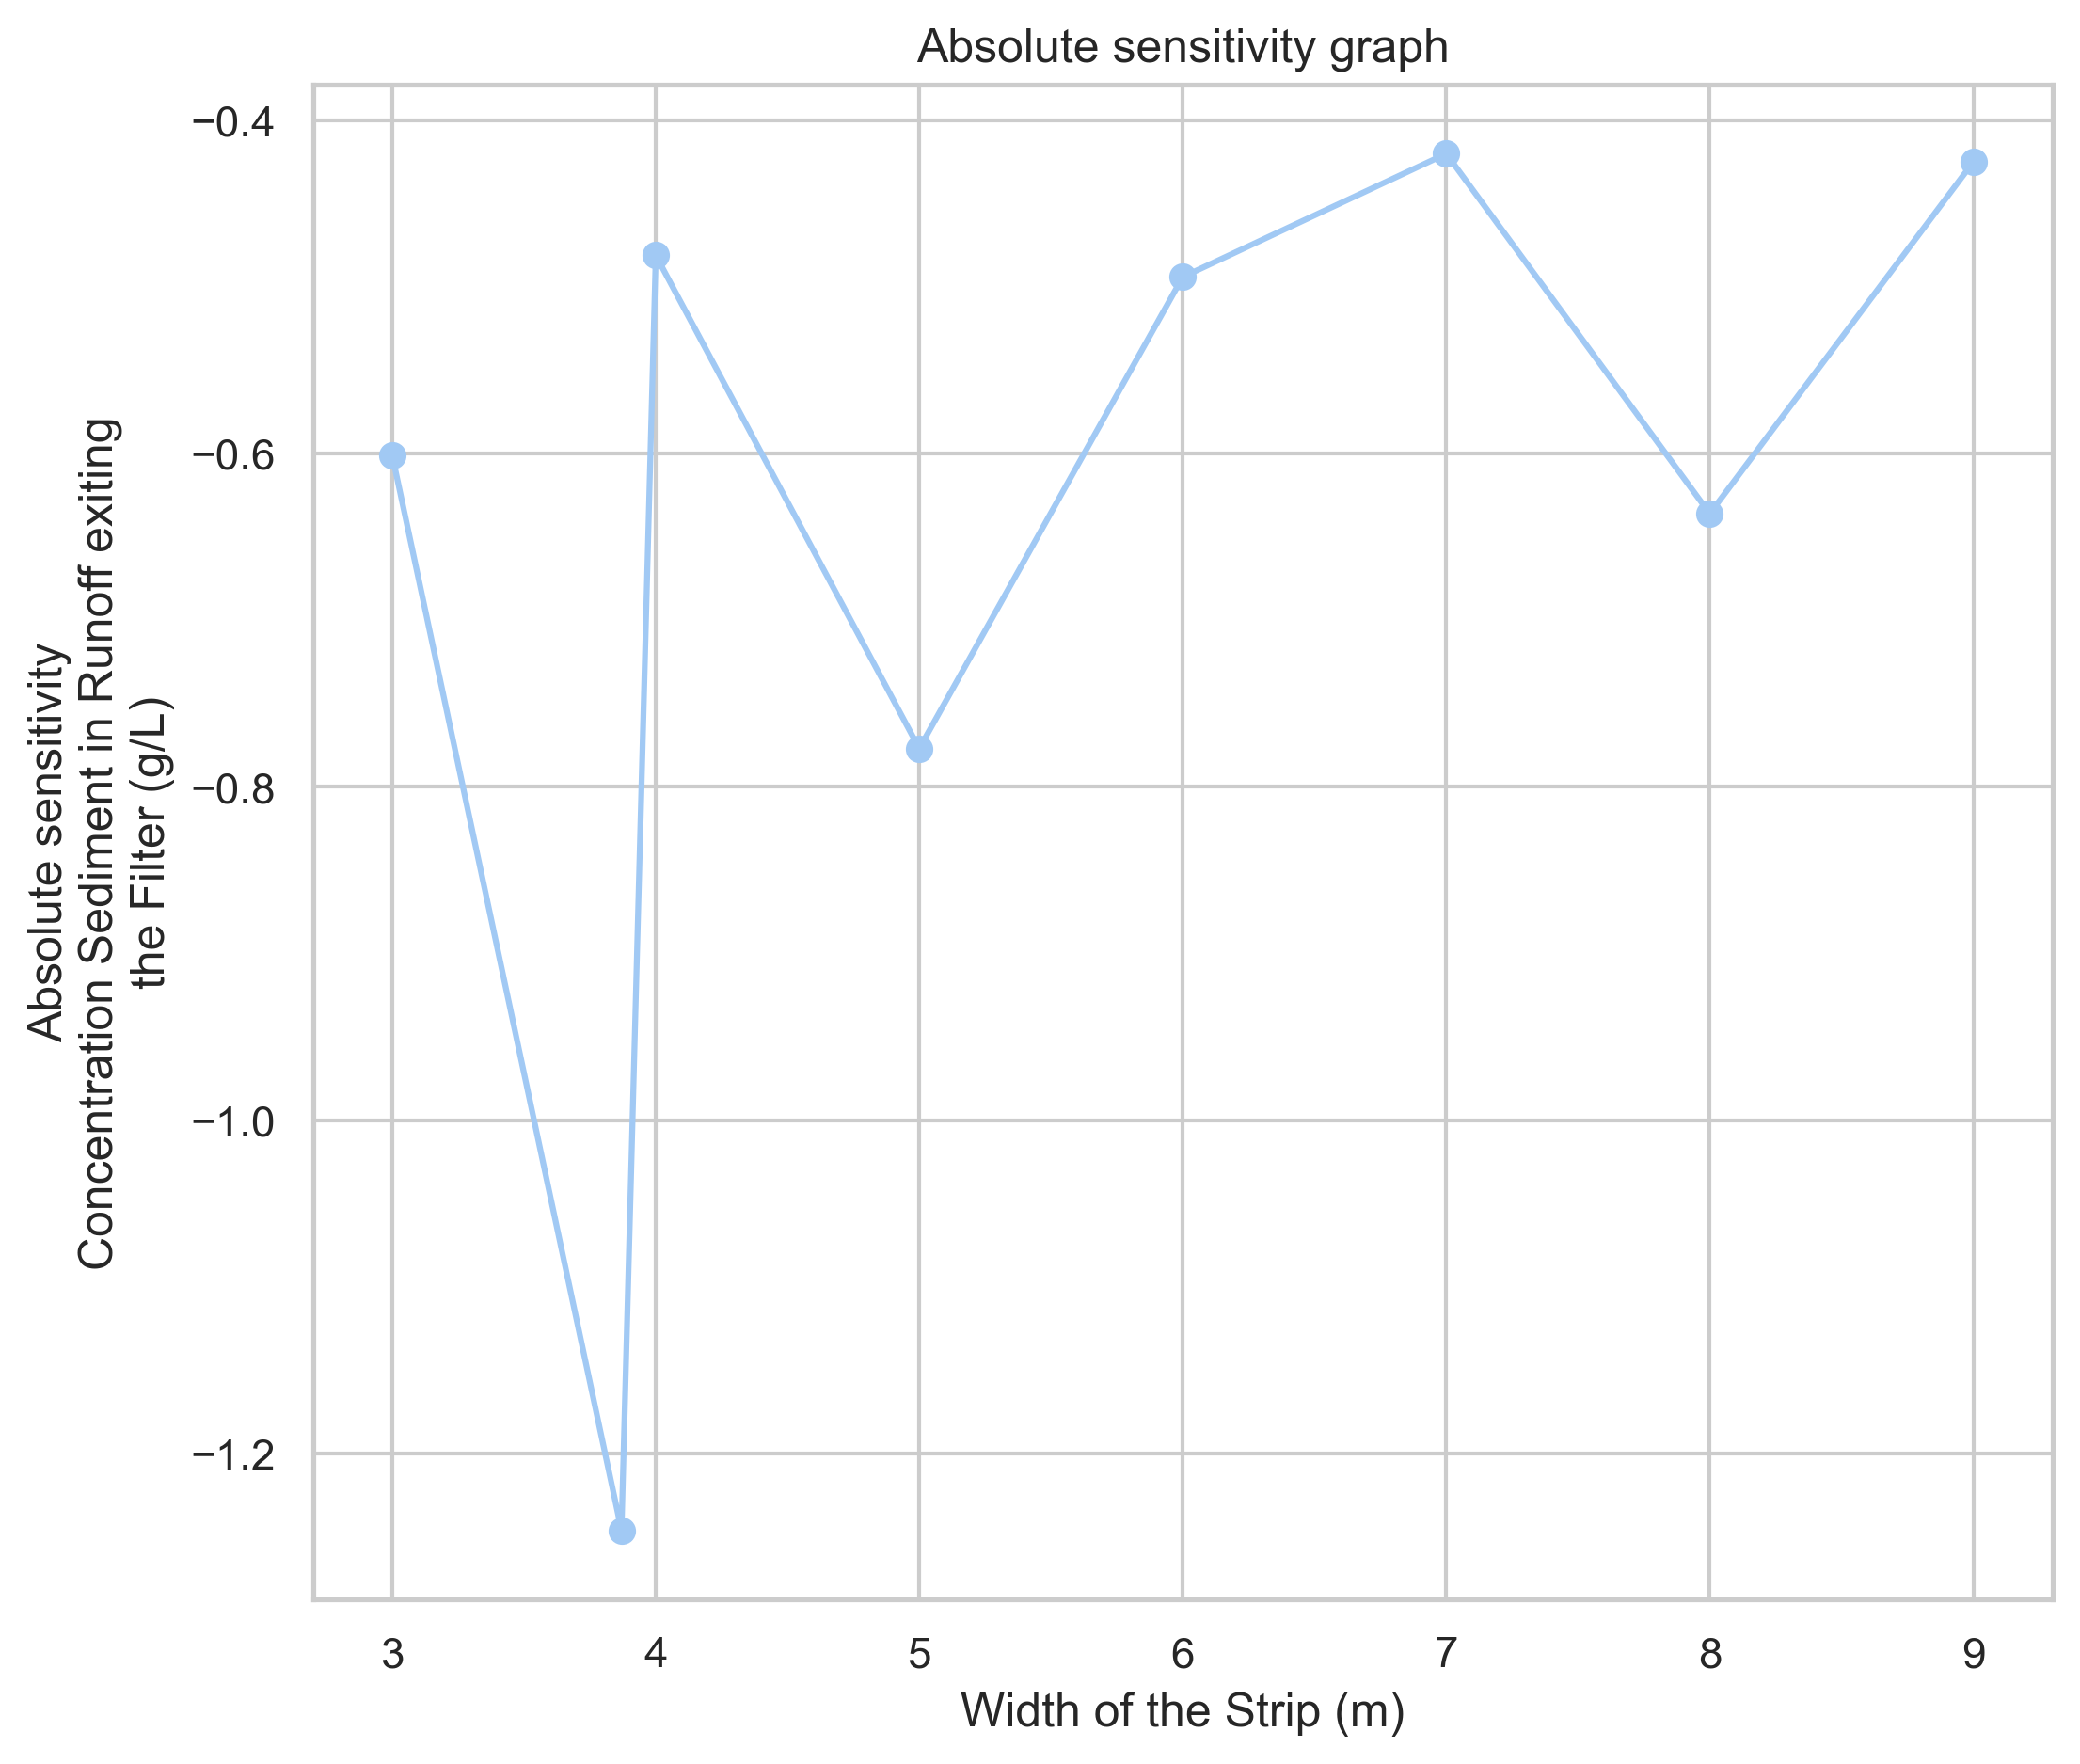 Absolute sensitivity graph
Absolute sensitivity
Concentration Sediment in Runoff exiting
the Filter (g/L)
−0.4
−0.6
−0.8
−1.0
−1.2
3 4 5 6 7 8 9
Width of the Strip (m)